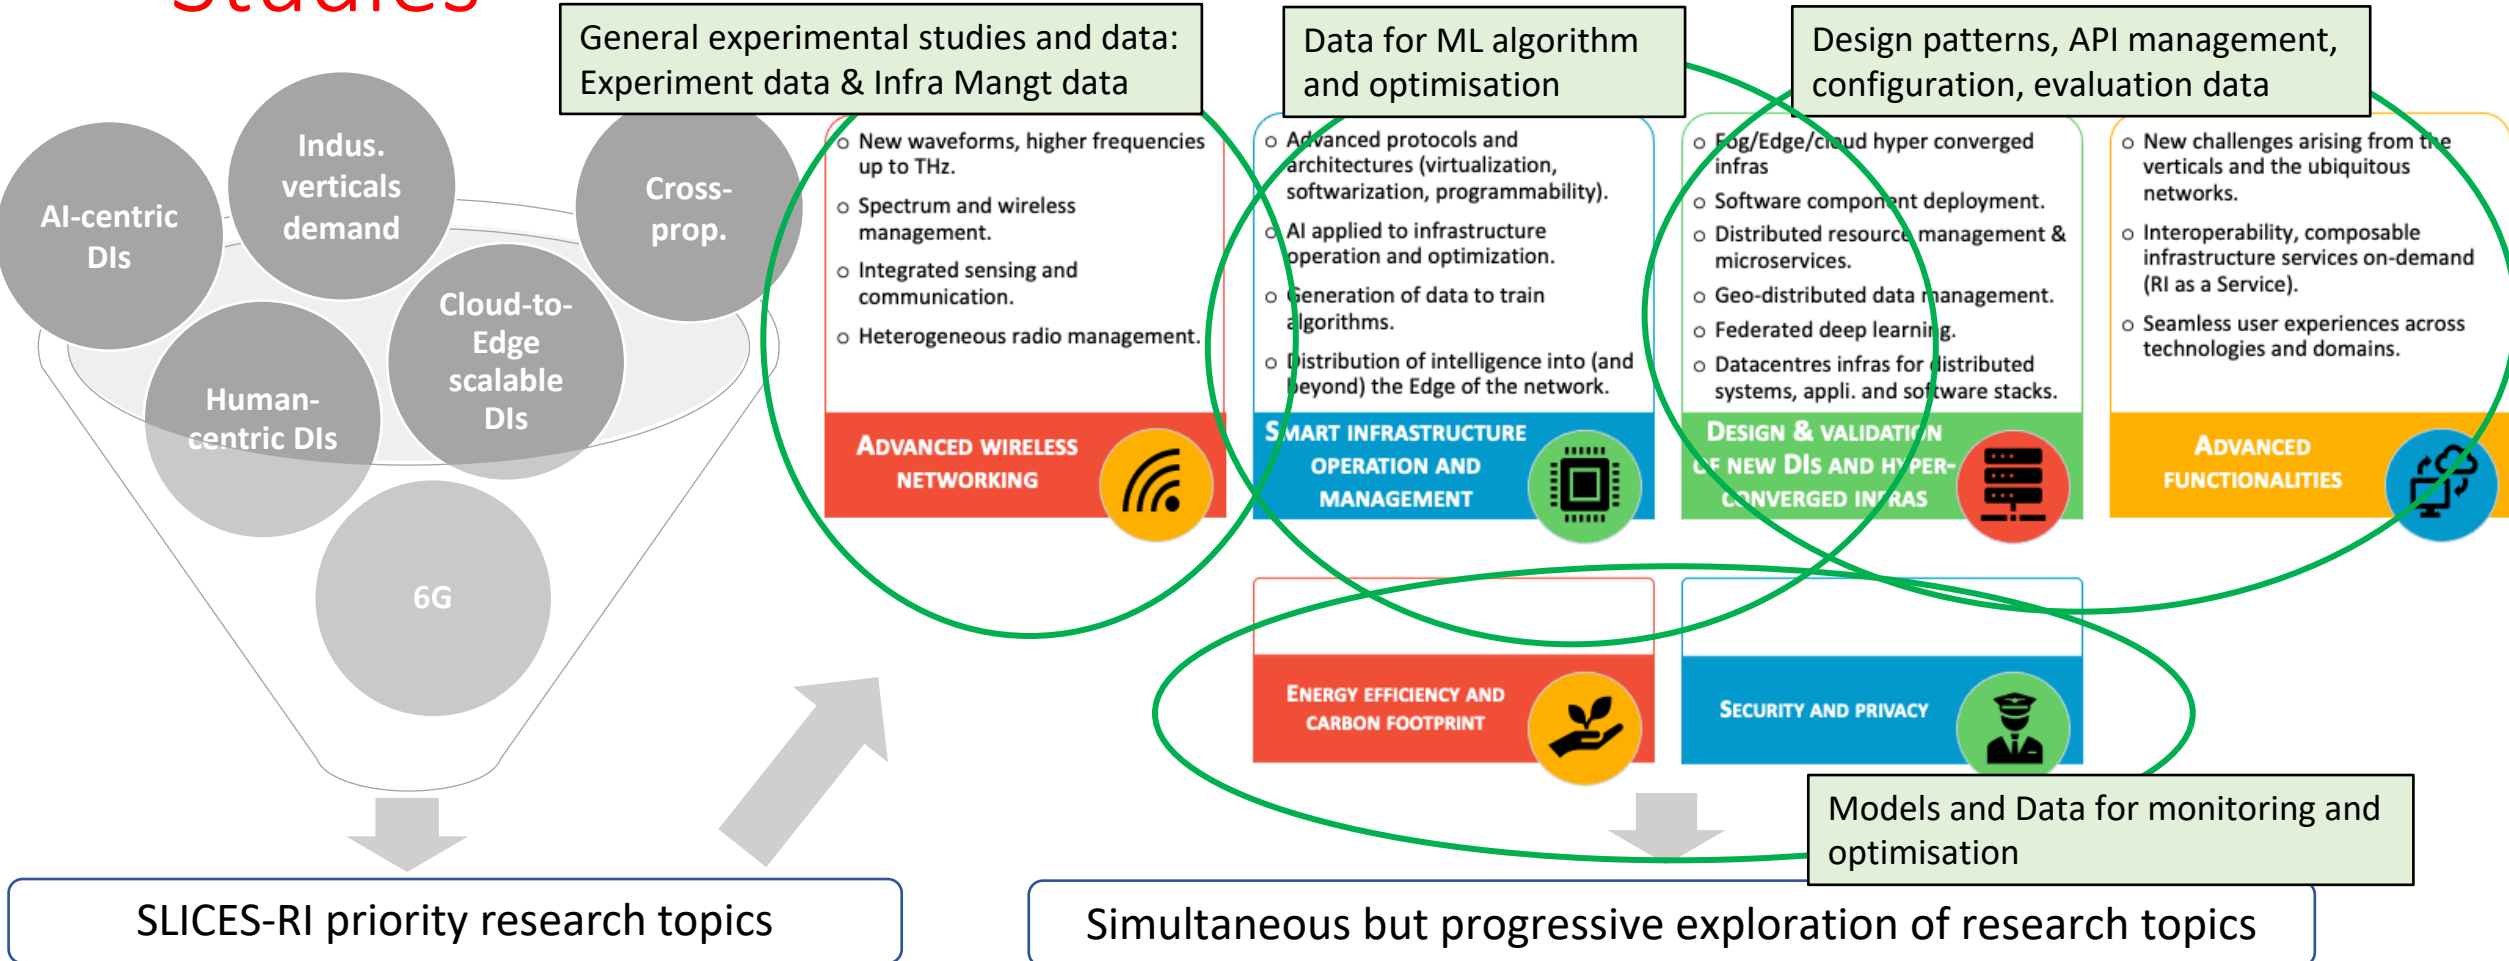 Studies
General experimental studies and data:
Experiment data & Infra Mangt data
Data for ML algorithm
and optimisation
Design patterns, API management,
configuration, evaluation data
AI-centric
DIs
Indus.
verticals
demand
Cross-
prop.
Human-
centric DIs
Cloud-to-
Edge
scalable
DIs
6G
o New waveforms, higher frequencies
up to THz.
o Spectrum and wireless
management.
o Integrated sensing and
communication.
o Heterogeneous radio management.
ADVANCED WIRELESS
NETWORKING
o Advanced protocols and
architectures (virtualization,
softwarization, programmability).
o AI applied to infrastructure
operation and optimization.
o Generation of data to train
algorithms.
o Distribution of intelligence into (and
beyond) the Edge of the network.
SMART INFRASTRUCTURE
OPERATION AND
MANAGEMENT
o Fog/Edge/cloud hyper converged
infras
o Software component deployment.
o Distributed resource management &
microservices.
o Geo-distributed data management.
o Federated deep learning.
o Datacentres infras for distributed
systems, appli. and software stacks.
DESIGN & VALIDATION
OF NEW DIS AND HYPER-
CONVERGED INFRAS
o New challenges arising from the
verticals and the ubiquitous
networks.
o Interoperability, composable
infrastructure services on-demand
(RI as a Service).
o Seamless user experiences across
technologies and domains.
ADVANCED
FUNCTIONALITIES
ENERGY EFFICIENCY AND
CARBON FOOTPRINT
SECURITY AND PRIVACY
Models and Data for monitoring and
optimisation
SLICES-RI priority research topics
Simultaneous but progressive exploration of research topics